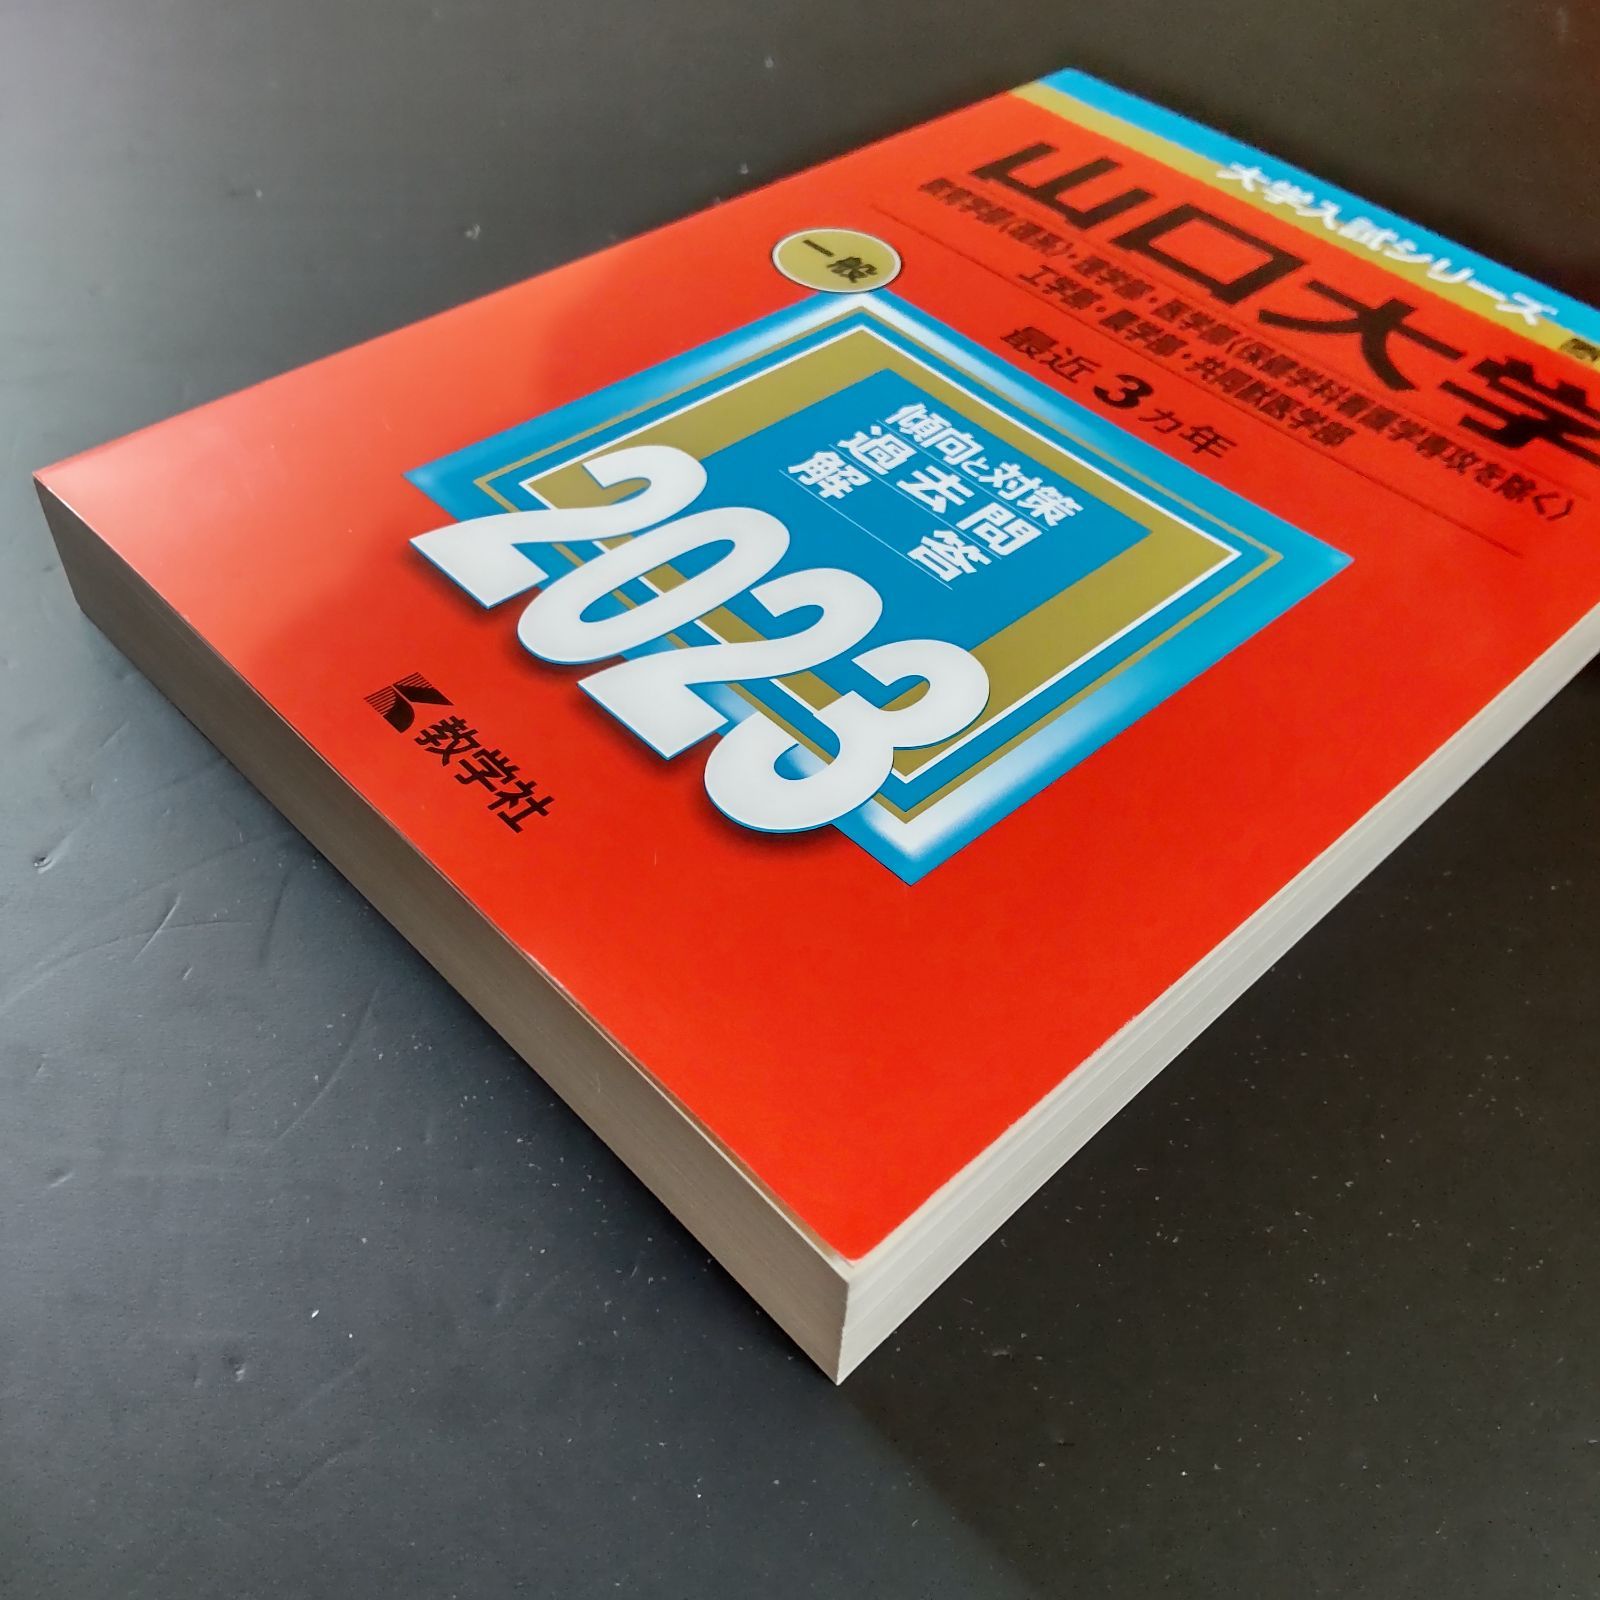 大学入試シリーズ
山口大学
教育学部〈理系〉・理学部・医学部〈保健学科看護学専攻を除く〉
工学部・農学部・共同獣医学部
最近3カ年
一般
傾向と対策
過去問
解答
2023
教学社